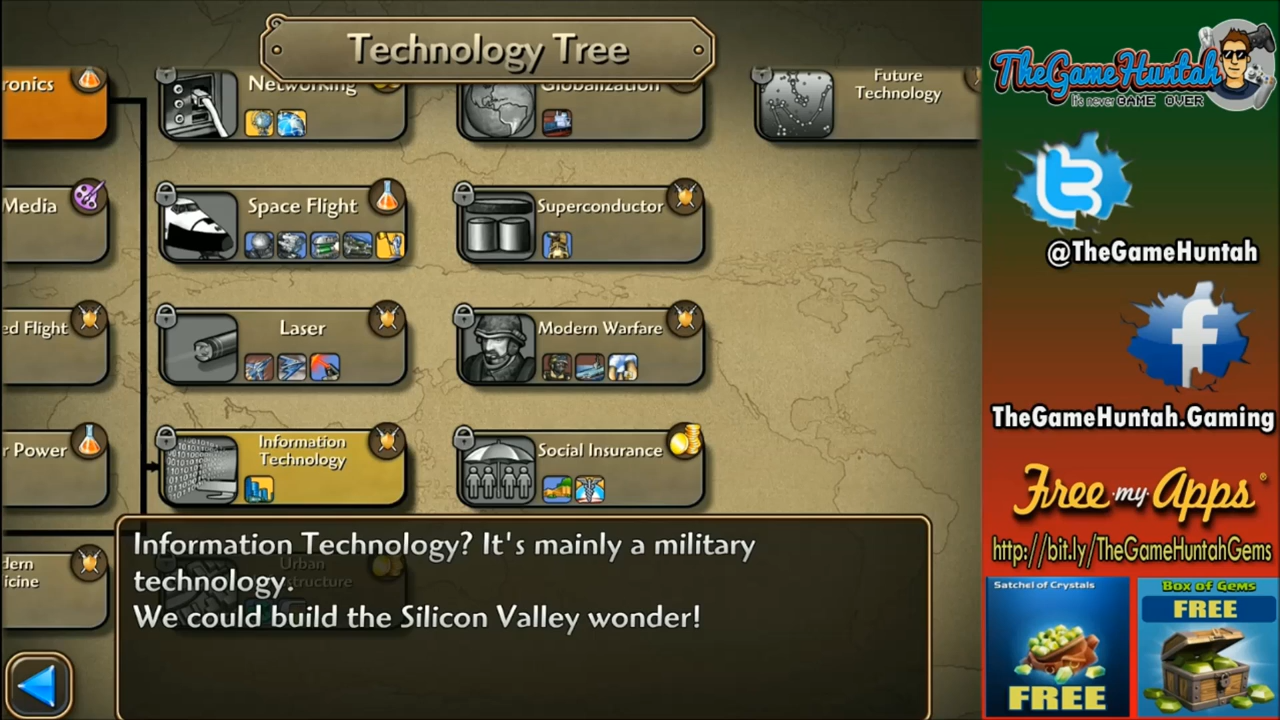 Technology Tree
ronics
Networking
Globalization
Future
Technology
Media
Space Flight
Superconductor
ed Flight
Laser
Modern Warfare
r Power
Information
Technology
Social Insurance
dern
icine
Urban
structure
Information Technology? It's mainly a military
technology.
We could build the Silicon Valley wonder!
TheGameHuntah
It's never GAME OVER
@TheGameHuntah
TheGameHuntah.Gaming
Free my Apps
http://bit.ly/TheGameHuntahGems
Satchel of Crystals
FREE
Box of Gems
FREE